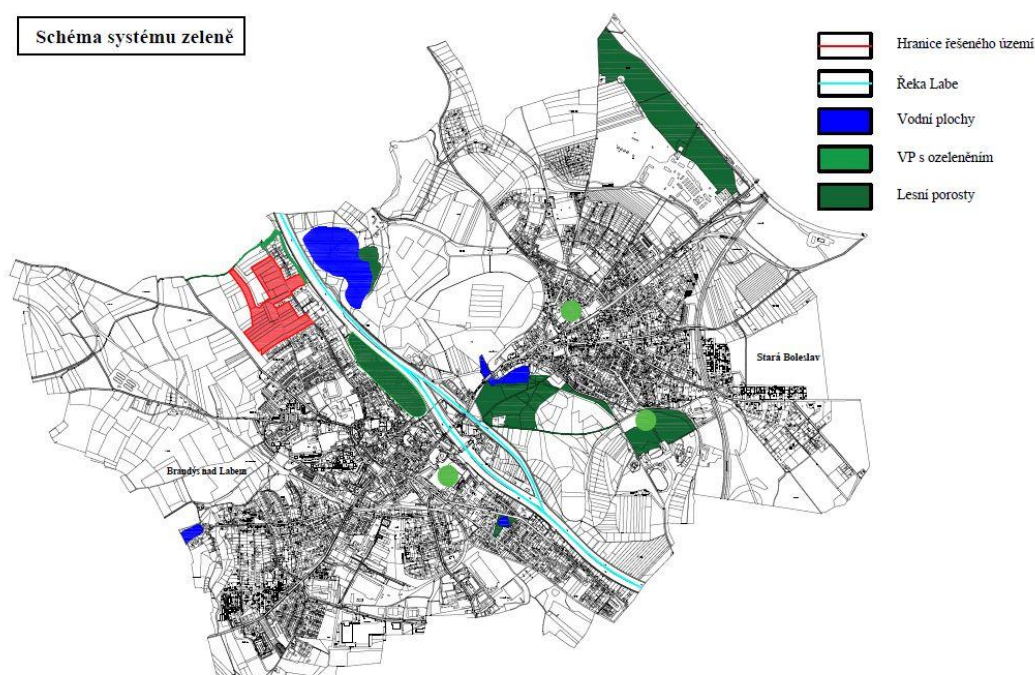 Schéma systému zeleně
Hranice řešeného území
Řeka Labe
Vodní plochy
VP s ozeleněním
Lesní porosty
Stará Boleslav
Brandýs nad Labem